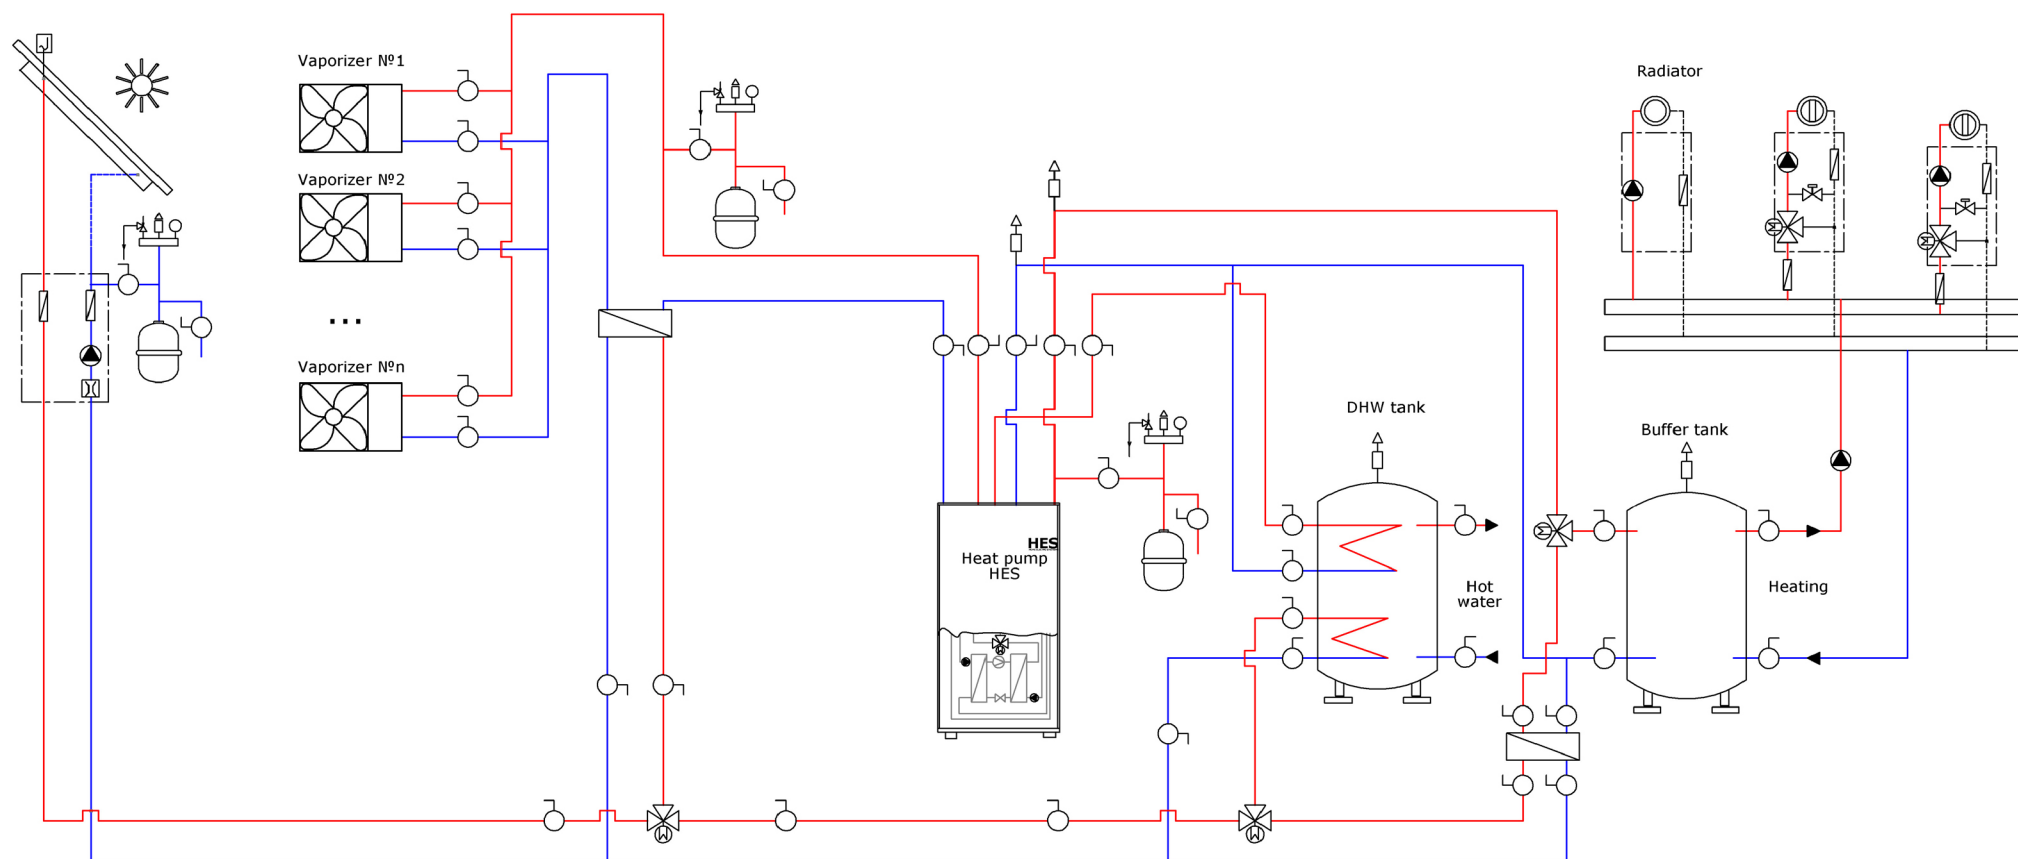 Vaporizer Nº1
Vaporizer Nº2
...
Vaporizer Nºn
Radiator
DHW tank
Buffer tank
HES
Heat pump
HES
Hot
water
Heating